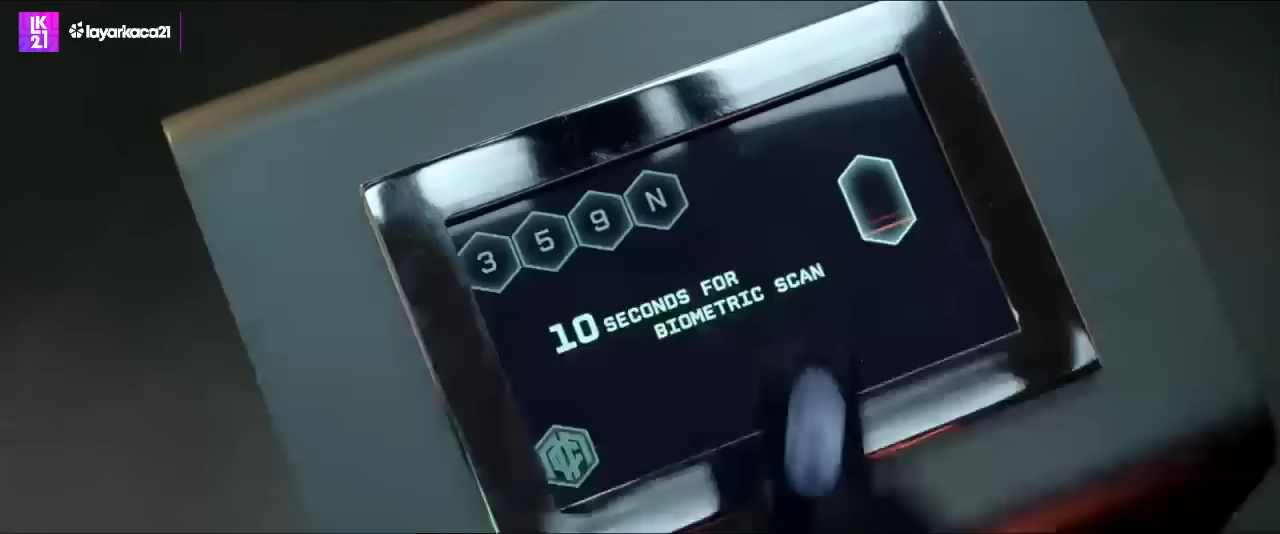 LK
21
layarkaca21
3 5 9 N
10 SECONDS FOR
BIOMETRIC SCAN